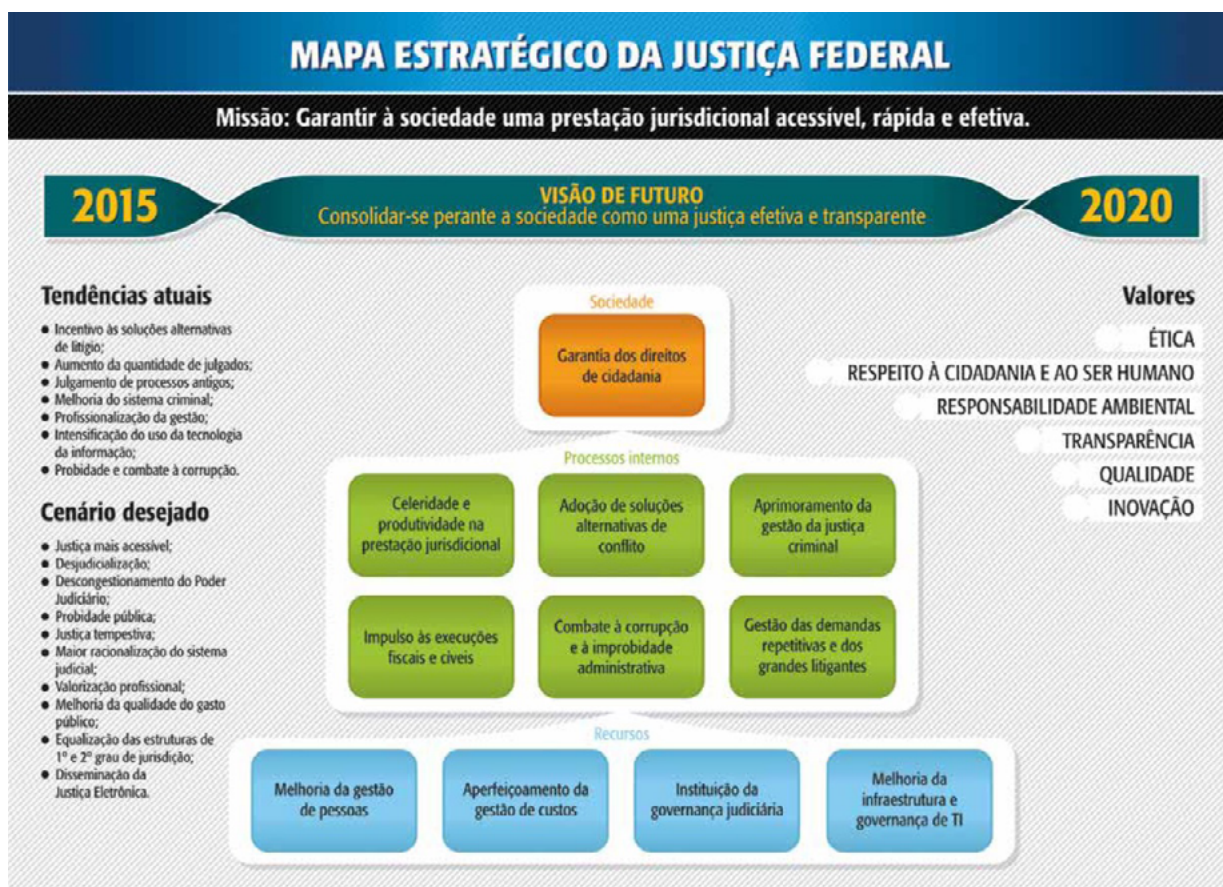 MAPA ESTRATÉGICO DA JUSTIÇA FEDERAL
Missão: Garantir à sociedade uma prestação jurisdicional acessível, rápida e efetiva.
2015
VISÃO DE FUTURO
Consolidar-se perante a sociedade como uma justiça efetiva e transparente
2020
Tendências atuais
● Incentivo às soluções alternativas
de litígio;
● Aumento da quantidade de julgados;
● Julgamento de processos antigos;
● Melhoria do sistema criminal;
● Profissionalização da gestão;
● Intensificação do uso da tecnologia
da informação;
● Probidade e combate à corrupção.
Cenário desejado
● Justiça mais acessível;
● Desjudicialização;
● Descongestionamento do Poder
Judiciário;
● Probidade pública;
● Justiça tempestiva;
● Maior racionalização do sistema
judicial;
● Valorização profissional;
● Melhoria da qualidade do gasto
público;
● Equalização das estruturas de
1º e 2º grau de jurisdição;
● Disseminação da
Justiça Eletrônica.
Sociedade
Garantia dos direitos
de cidadania
Processos internos
Celeridade e
produtividade na
prestação jurisdicional
Adoção de soluções
alternativas de
conflito
Aprimoramento da
gestão da justiça
criminal
Impulso às execuções
fiscais e cíveis
Combate à corrupção
e à improbidade
administrativa
Gestão das demandas
repetitivas e dos
grandes litigantes
Recursos
Melhoria da gestão
de pessoas
Aperfeiçoamento da
gestão de custos
Instituição da
governança judiciária
Melhoria da
infraestrutura e
governança de TI
Valores
ÉTICA
RESPEITO À CIDADANIA E AO SER HUMANO
RESPONSABILIDADE AMBIENTAL
TRANSPARÊNCIA
QUALIDADE
INOVAÇÃO